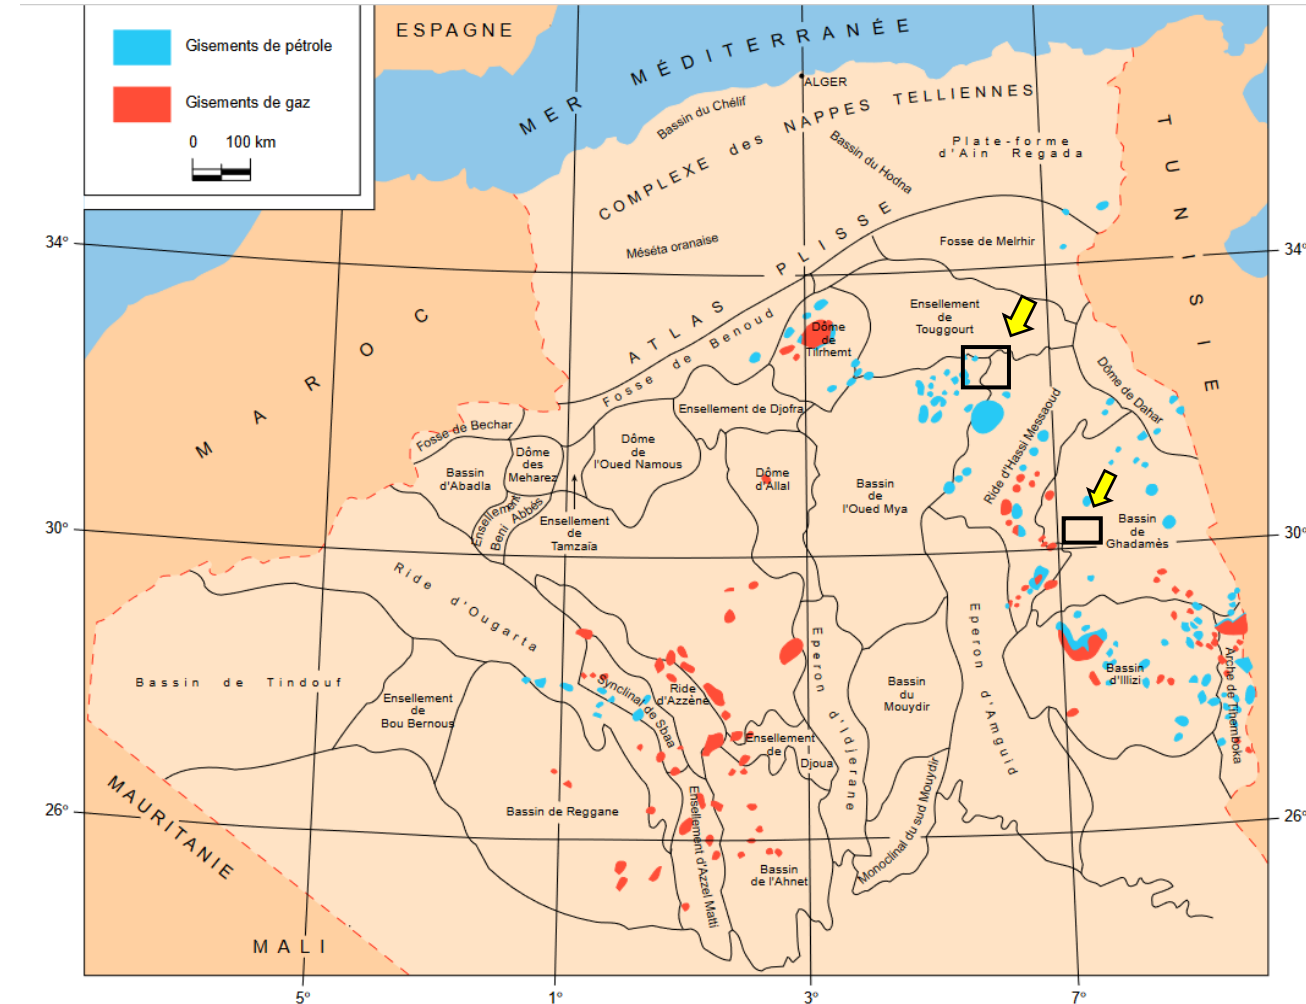 Gisements de pétrole
Gisements de gaz
0 100 km
ESPAGNE
MER MÉDITERRANÉE
ALGER
Bassin du Chélif
COMPLEXE des NAPPES TELLIENNES
Bassin du Hodna
Plate-forme
d'Ain Regada
TUNISIE
34°
Méséta oranaise
ATLAS PLISSE
Fosse de Melrhir
34°
MAROC
Fosse de Benoud
Dôme
de
Tilrhemt
Ensellement
de
Touggourt
Dôme de Dahar
Ensellement de Djofra
Fosse de Bechar
Ride d'Hassi Messaoud
Bassin
d'Abadla
Dôme
des
Meharez
Dôme
de
l'Oued Namous
Dôme
d'Allal
Bassin
de
l'Oued Mya
Ensellement
Beni Abbés
Ensellement
de
Tamzaïa
Bassin
de
Ghadamès
30°
30°
Ride d'Ougarta
Eperon d'Idjerane
Eperon d'Amguid
Bassin de Tindouf
Ensellement
de
Bou Bernous
Synclinal de Sbaa
Ride
d'Azzène
Bassin
du
Mouydir
Bassin
d'Illizi
Arche de Tihemboka
Ensellement
de
Djoua
26°
26°
MAURITANIE
Bassin de Reggane
Ensellement d'Azzel Matti
Bassin
de l'Ahnet
Monoclinal du sud Mouydir
MALI
5° 1° 3° 7°